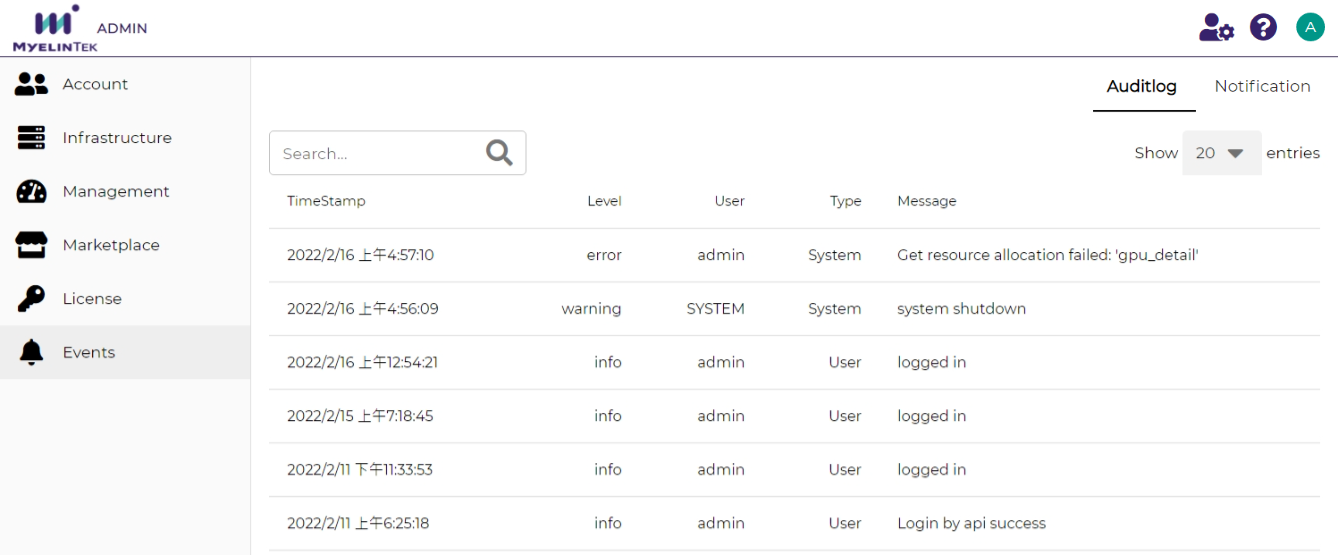 MYELINTEK ADMIN
A
Account
Infrastructure
Management
Marketplace
License
Events
Auditlog Notification
Search...
Show 20 entries
TimeStamp Level User Type Message
2022/2/16 上午4:57:10 error admin System Get resource allocation failed: 'gpu_detail'
2022/2/16 上午4:56:09 warning SYSTEM System system shutdown
2022/2/16 上午12:54:21 info admin User logged in
2022/2/15 上午7:18:45 info admin User logged in
2022/2/11 下午11:33:53 info admin User logged in
2022/2/11 上午6:25:18 info admin User Login by api success